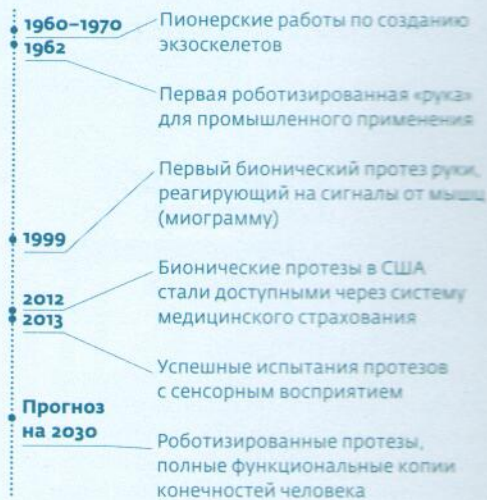 1960–1970
Пионерские работы по созданию
экзоскелетов
1962
Первая роботизированная «рука»
для промышленного применения
1999
Первый бионический протез руки,
реагирующий на сигналы от мышц
(миограмму)
2012
Бионические протезы в США
стали доступными через систему
медицинского страхования
2013
Успешные испытания протезов
с сенсорным восприятием
Прогноз
на 2030
Роботизированные протезы,
полные функциональные копии
конечностей человека